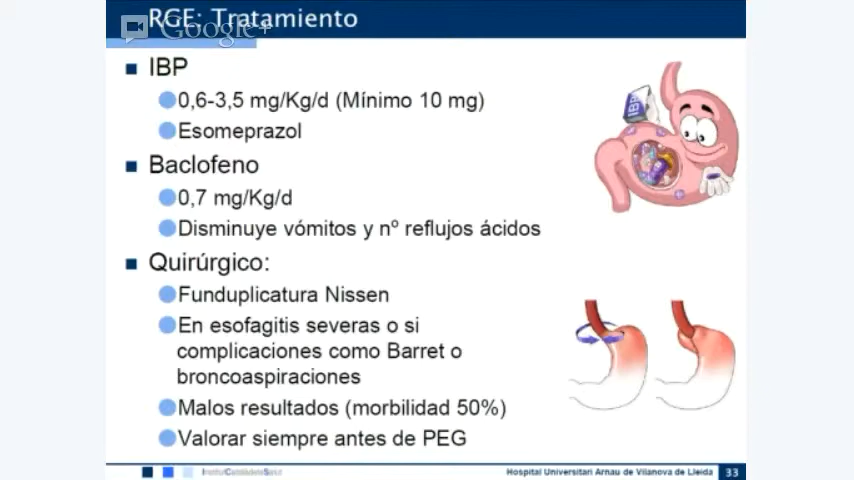 RGE: Tratamiento
Google+
IBP
0,6-3,5 mg/Kg/d (Mínimo 10 mg)
Esomeprazol
IBP
Baclofeno
0,7 mg/Kg/d
Disminuye vómitos y nº reflujos ácidos
Quirúrgico:
Funduplicatura Nissen
En esofagitis severas o si
complicaciones como Barret o
broncoaspiraciones
Malos resultados (morbilidad 50%)
Valorar siempre antes de PEG
Hospital Universitari Arnau de Vilanova de Lleida
33